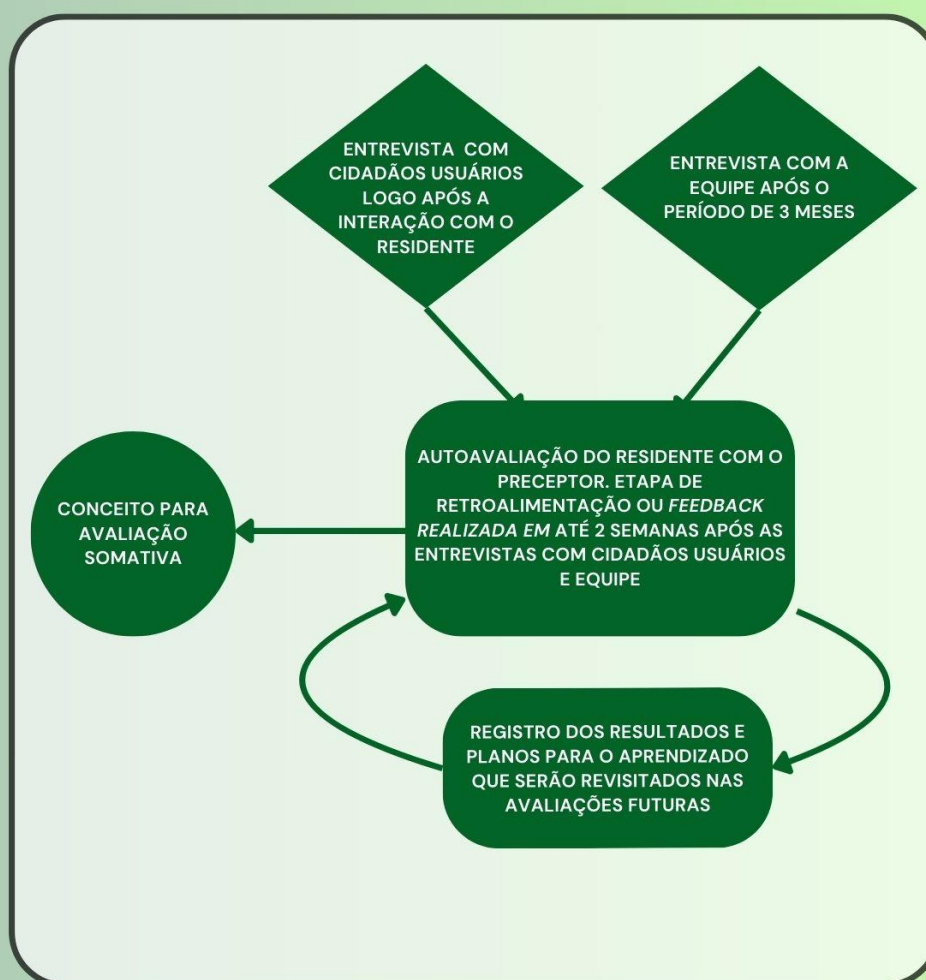 ENTREVISTA COM
CIDADÃOS USUÁRIOS
LOGO APÓS A
INTERAÇÃO COM O
RESIDENTE
ENTREVISTA COM A
EQUIPE APÓS O
PERÍODO DE 3 MESES
AUTOAVALIAÇÃO DO RESIDENTE COM O
PRECEPTOR. ETAPA DE
RETROALIMENTAÇÃO OU FEEDBACK
REALIZADA EM ATÉ 2 SEMANAS APÓS AS
ENTREVISTAS COM CIDADÃOS USUÁRIOS
E EQUIPE
CONCEITO PARA
AVALIAÇÃO
SOMATIVA
REGISTRO DOS RESULTADOS E
PLANOS PARA O APRENDIZADO
QUE SERÃO REVISITADOS NAS
AVALIAÇÕES FUTURAS